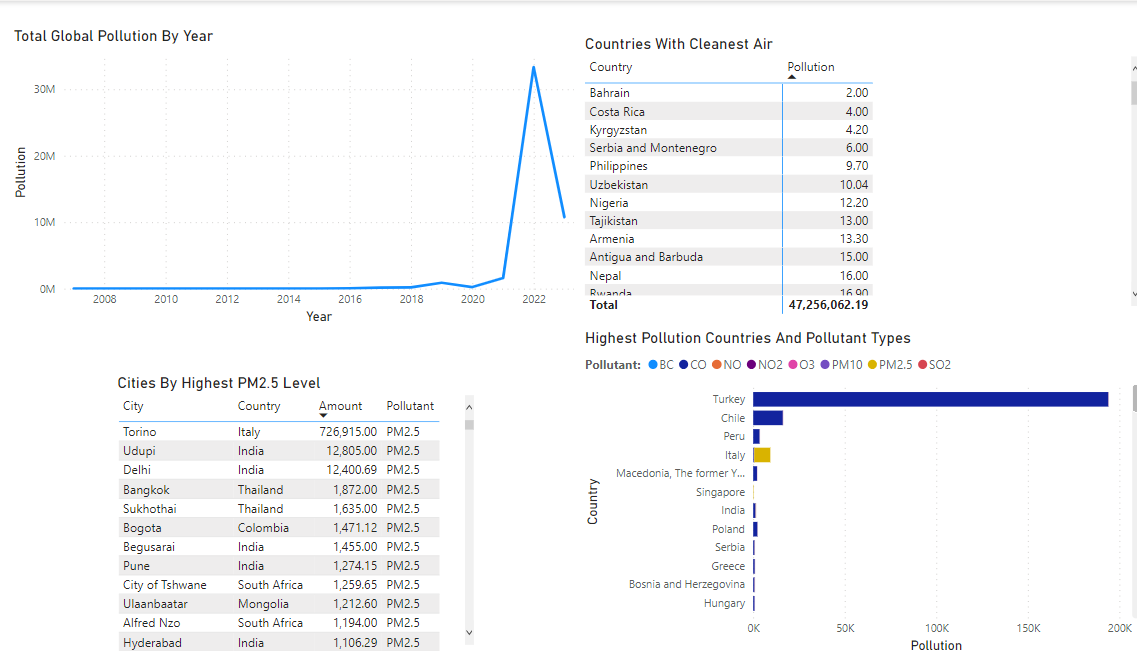 Total Global Pollution By Year
Pollution
30M
20M
10M
0M
2008 2010 2012 2014 2016 2018 2020 2022
Year
Countries With Cleanest Air
Country Pollution
Bahrain 2.00
Costa Rica 4.00
Kyrgyzstan 4.20
Serbia and Montenegro 6.00
Philippines 9.70
Uzbekistan 10.04
Nigeria 12.20
Tajikistan 13.00
Armenia 13.30
Antigua and Barbuda 15.00
Nepal 16.00
Rwanda 16.90
Total 47,256,062.19
Cities By Highest PM2.5 Level
City Country Amount Pollutant
Torino Italy 726,915.00 PM2.5
Udupi India 12,805.00 PM2.5
Delhi India 12,400.69 PM2.5
Bangkok Thailand 1,872.00 PM2.5
Sukhothai Thailand 1,635.00 PM2.5
Bogota Colombia 1,471.12 PM2.5
Begusarai India 1,455.00 PM2.5
Pune India 1,274.15 PM2.5
City of Tshwane South Africa 1,259.65 PM2.5
Ulaanbaatar Mongolia 1,212.60 PM2.5
Alfred Nzo South Africa 1,194.00 PM2.5
Hyderabad India 1,106.29 PM2.5
Highest Pollution Countries And Pollutant Types
Pollutant: BC CO NO NO2 O3 PM10 PM2.5 SO2
Country
Turkey
Chile
Peru
Italy
Macedonia, The former Y...
Singapore
India
Poland
Serbia
Greece
Bosnia and Herzegovina
Hungary
0K 50K 100K 150K 200K
Pollution